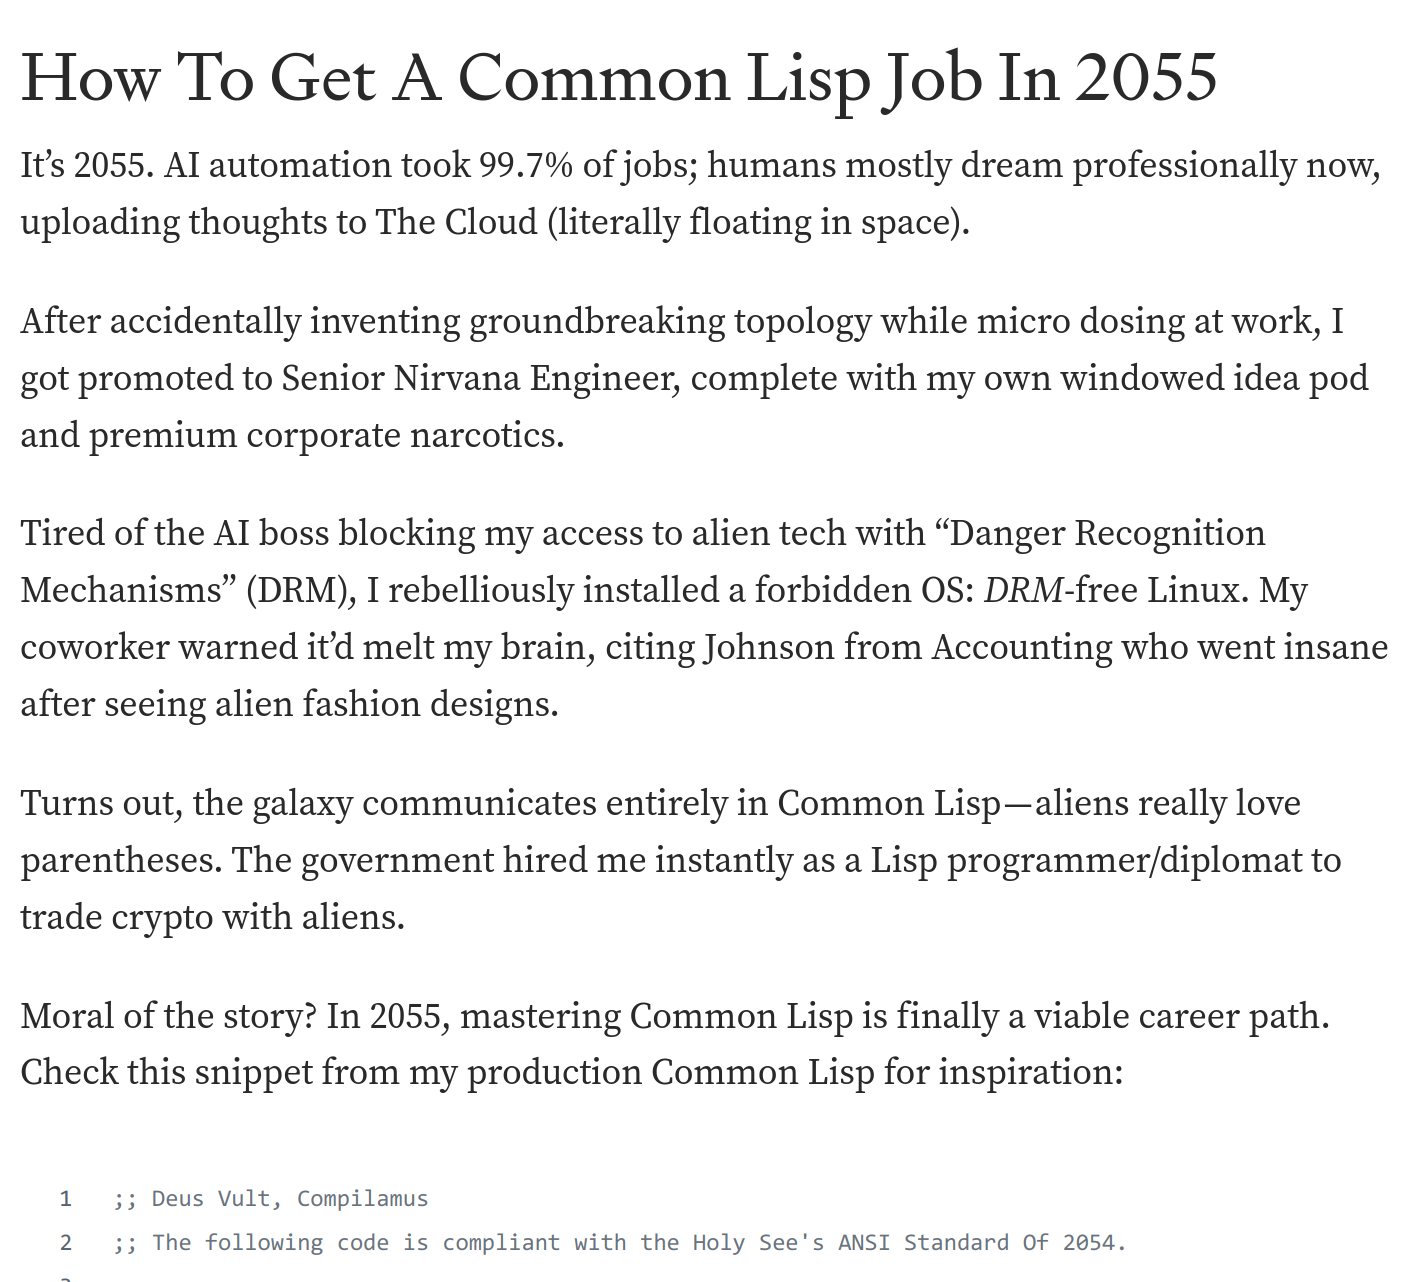 How To Get A Common Lisp Job In 2055
It’s 2055. AI automation took 99.7% of jobs; humans mostly dream professionally now,
uploading thoughts to The Cloud (literally floating in space).
After accidentally inventing groundbreaking topology while micro dosing at work, I
got promoted to Senior Nirvana Engineer, complete with my own windowed idea pod
and premium corporate narcotics.
Tired of the AI boss blocking my access to alien tech with “Danger Recognition
Mechanisms” (DRM), I rebelliously installed a forbidden OS: DRM-free Linux. My
coworker warned it’d melt my brain, citing Johnson from Accounting who went insane
after seeing alien fashion designs.
Turns out, the galaxy communicates entirely in Common Lisp—aliens really love
parentheses. The government hired me instantly as a Lisp programmer/diplomat to
trade crypto with aliens.
Moral of the story? In 2055, mastering Common Lisp is finally a viable career path.
Check this snippet from my production Common Lisp for inspiration:
1 ;; Deus Vult, Compilamus
2 ;; The following code is compliant with the Holy See's ANSI Standard Of 2054.